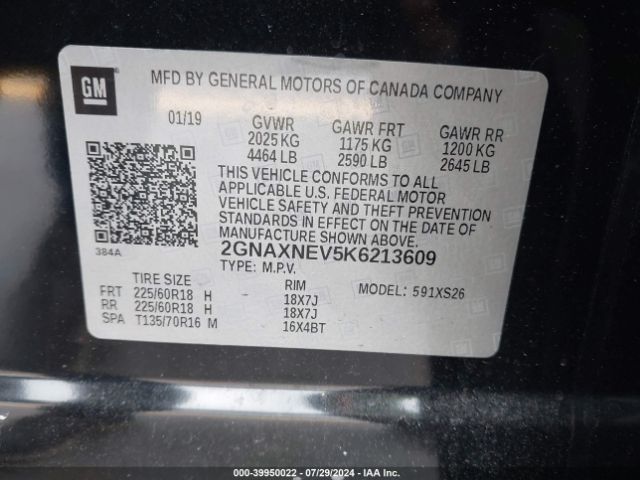 GM
MFD BY GENERAL MOTORS OF CANADA COMPANY
01/19 GVWR GAWR FRT GAWR RR
2025 KG 1175 KG 1200 KG
4464 LB 2590 LB 2645 LB
THIS VEHICLE CONFORMS TO ALL
APPLICABLE U.S. FEDERAL MOTOR
VEHICLE SAFETY AND THEFT PREVENTION
STANDARDS IN EFFECT ON THE DATE OF
MANUFACTURE SHOWN ABOVE.
384A 2GNAXNEV5K6213609
TYPE: M.P.V.
TIRE SIZE RIM MODEL: 591XS26
FRT 225/60R18 H 18X7J
RR 225/60R18 H 18X7J
SPA T135/70R16 M 16X4BT
000-39950022 - 07/29/2024 - IAA Inc.